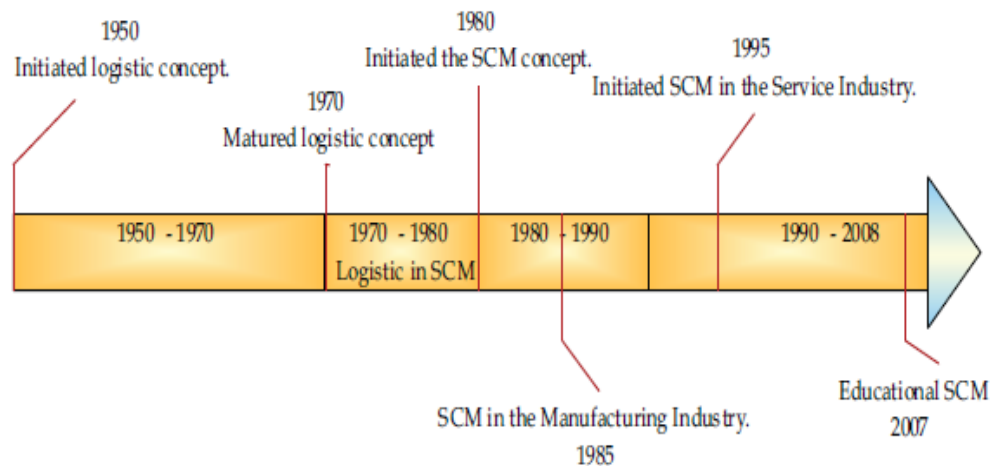 1950
Initiated logistic concept.
1970
Matured logistic concept
1980
Initiated the SCM concept.
1995
Initiated SCM in the Service Industry.
1950 - 1970
1970 - 1980
Logistic in SCM
1980 - 1990
1990 - 2008
SCM in the Manufacturing Industry.
1985
Educational SCM
2007